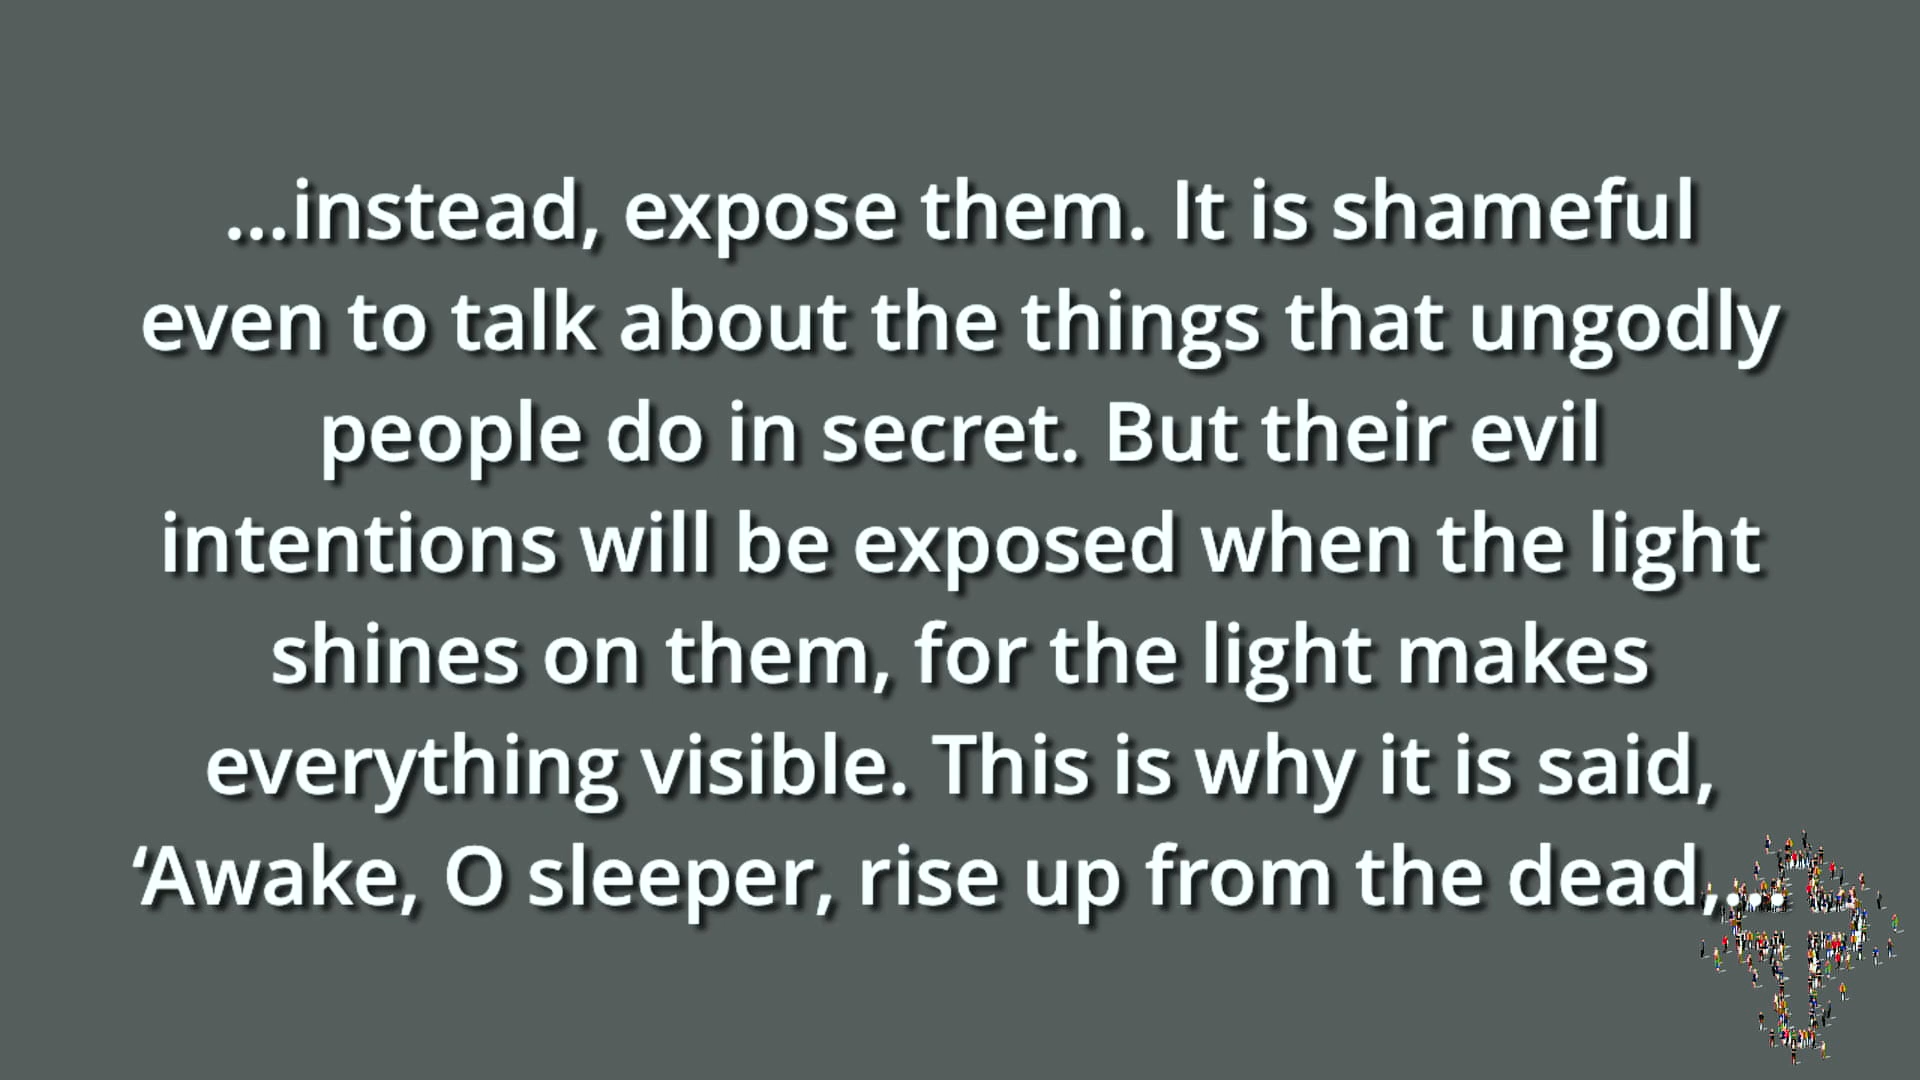 ...instead, expose them. It is shameful
even to talk about the things that ungodly
people do in secret. But their evil
intentions will be exposed when the light
shines on them, for the light makes
everything visible. This is why it is said,
‘Awake, O sleeper, rise up from the dead,...